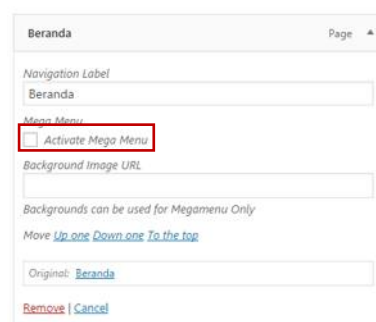 Beranda Page
Navigation Label
Beranda
Mega Menu
Activate Mega Menu
Background Image URL
Backgrounds can be used for Megamenu Only
Move Up one Down one To the top
Original: Beranda
Remove | Cancel